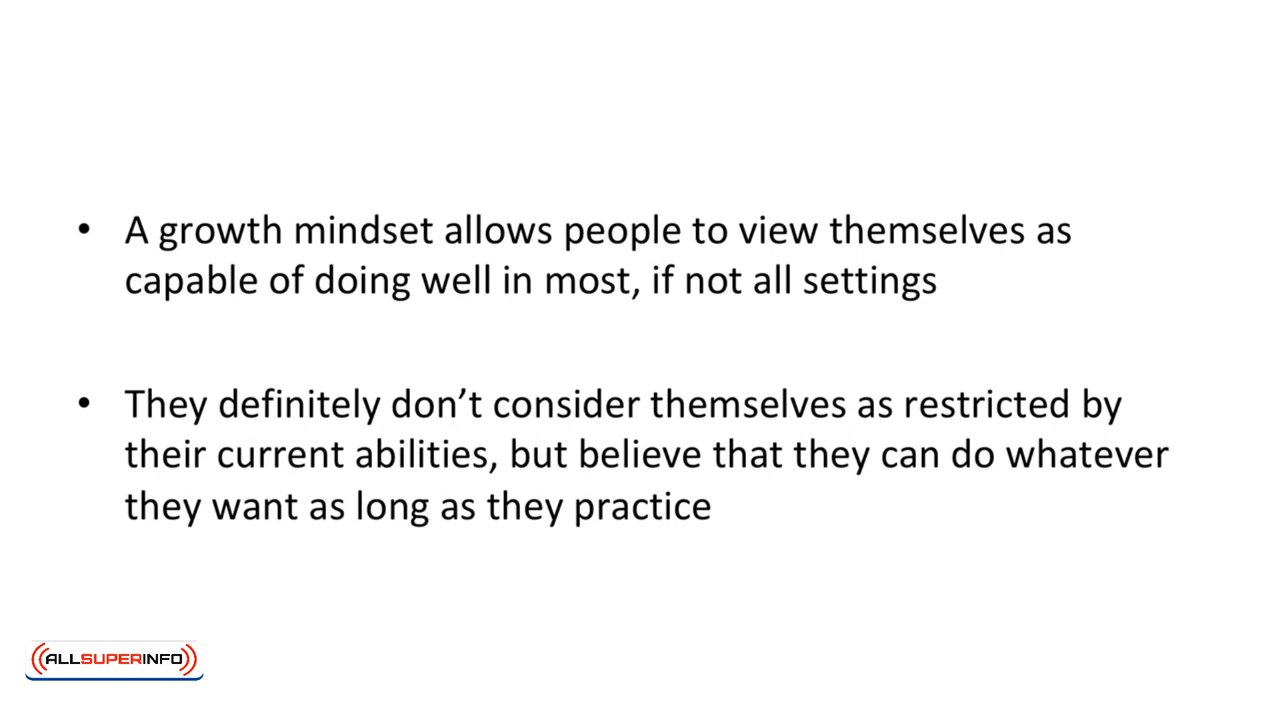 • A growth mindset allows people to view themselves as
capable of doing well in most, if not all settings
• They definitely don’t consider themselves as restricted by
their current abilities, but believe that they can do whatever
they want as long as they practice
ALLSUPERINFO